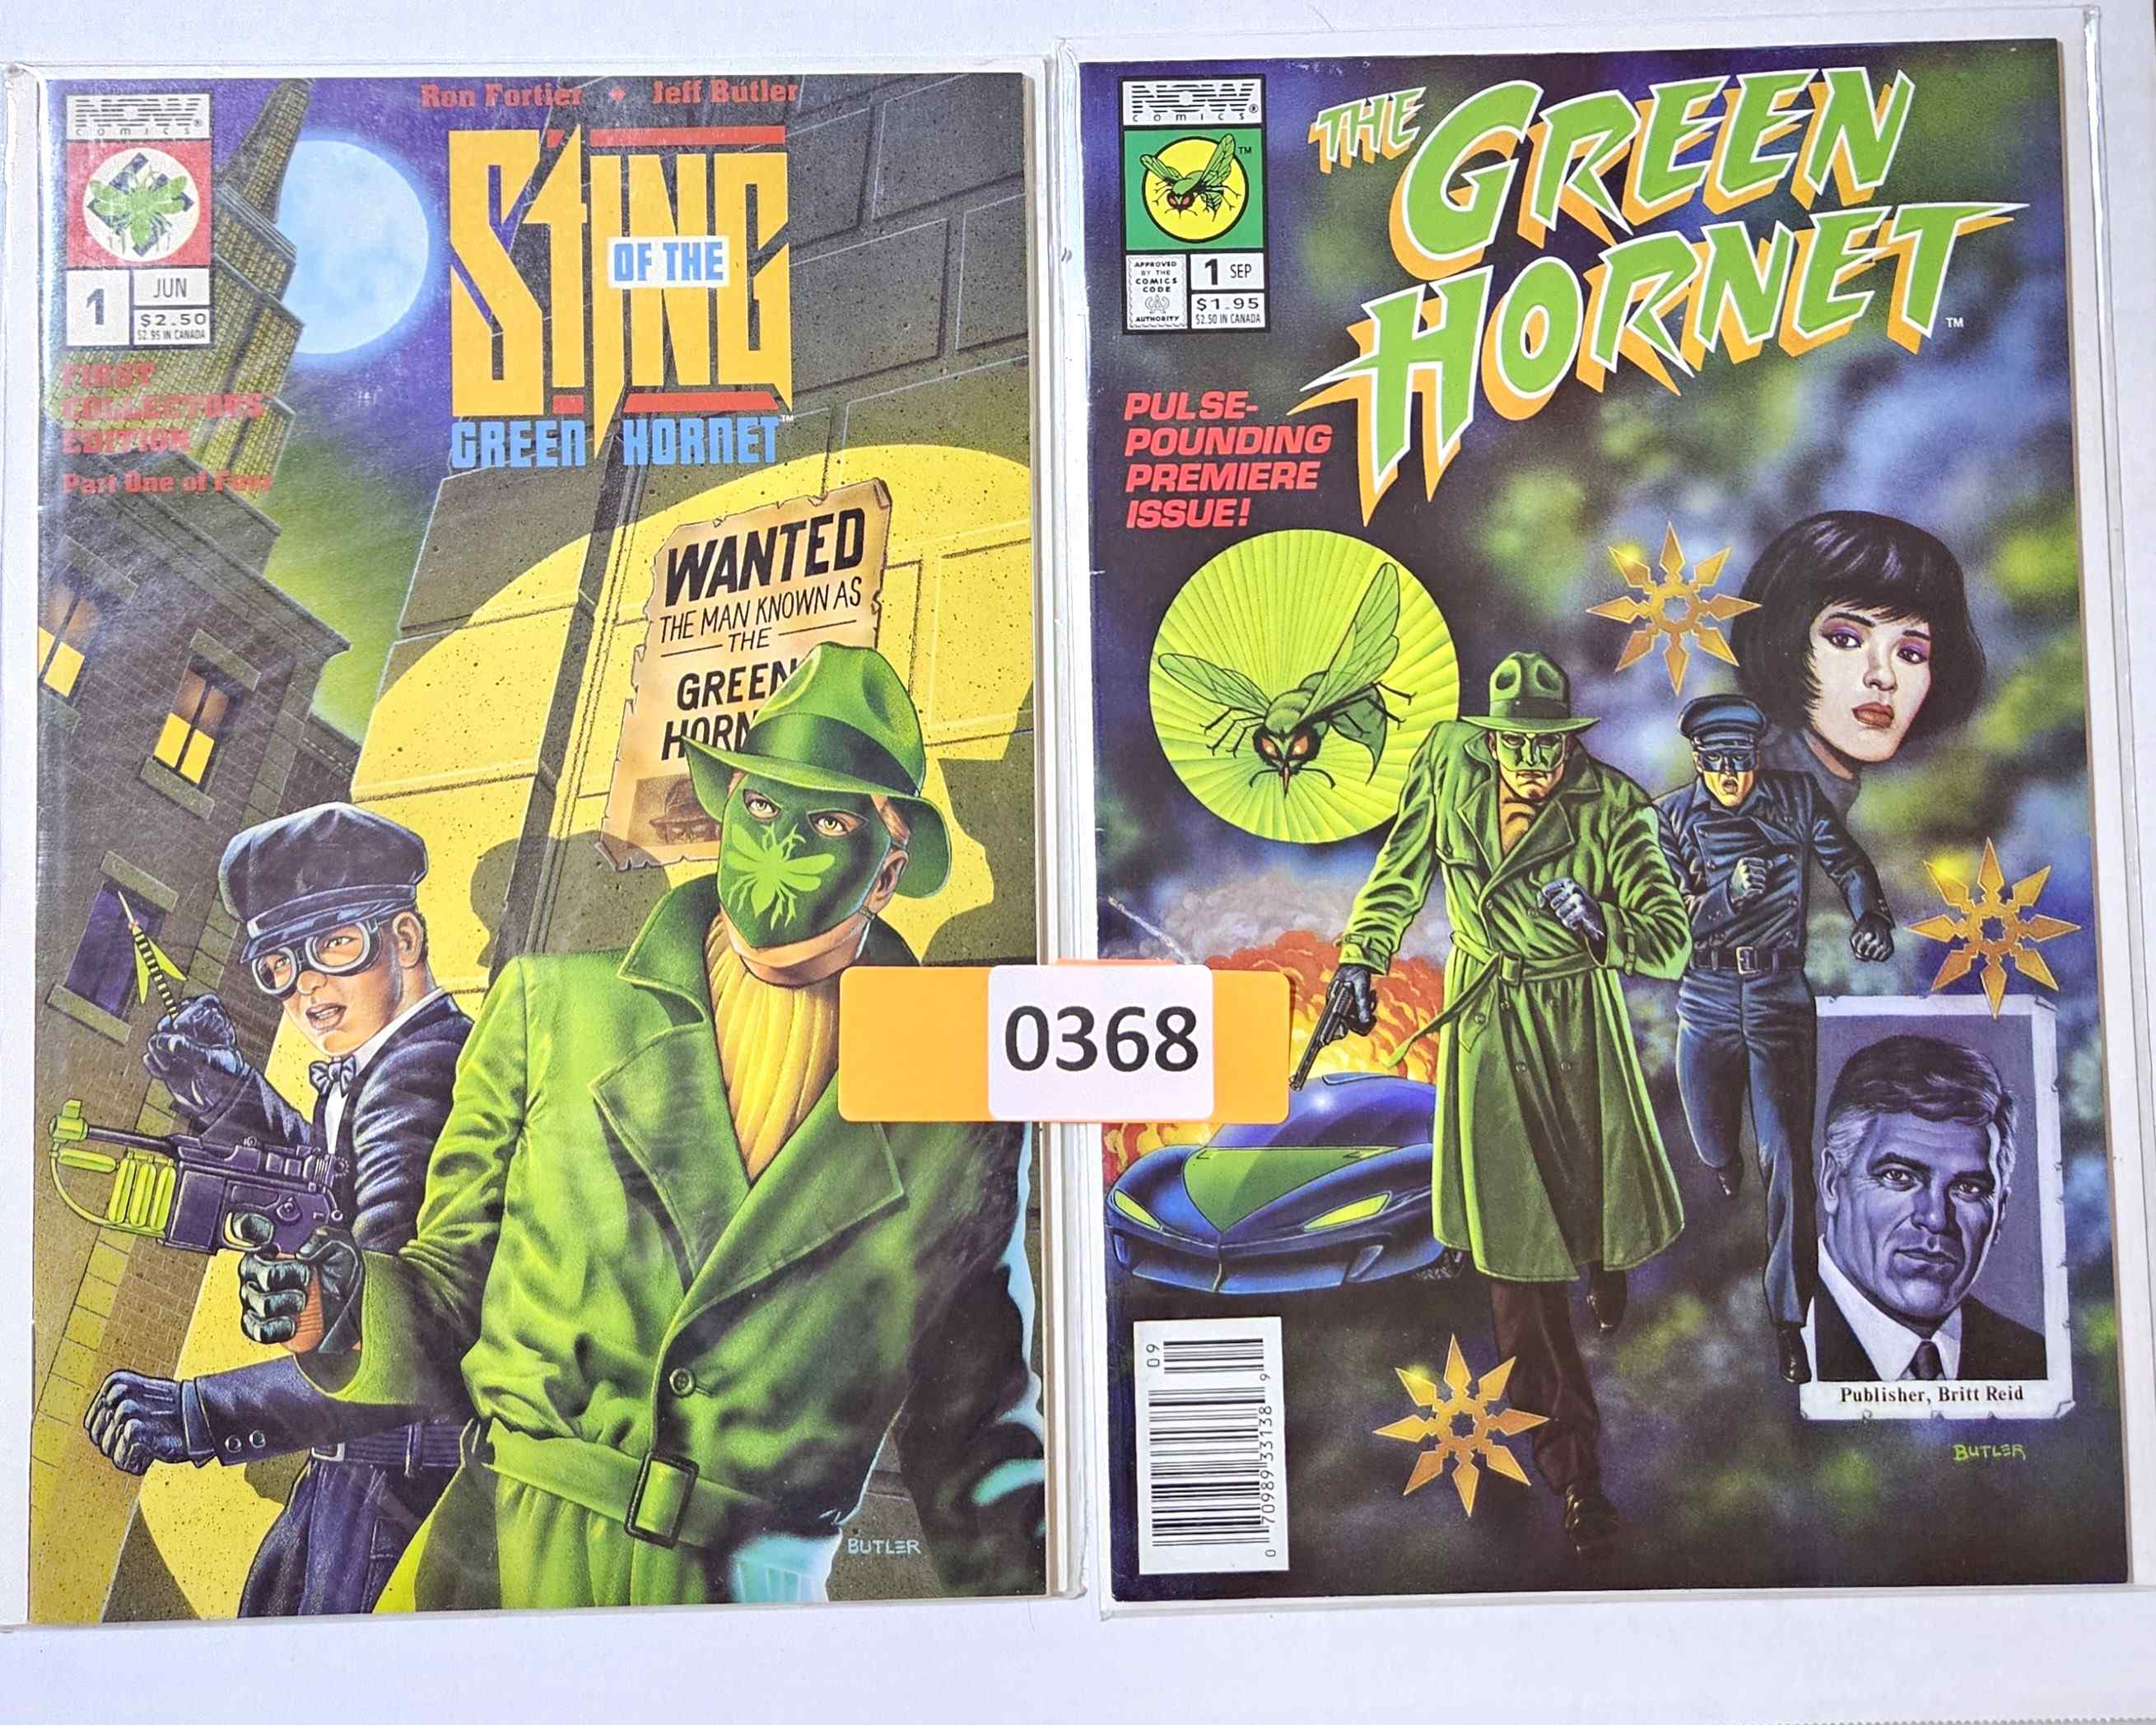 Ron Fortier ♦ Jeff Butler
NOW®
comics
1
JUN
$2.50
$2.95 IN CANADA
FIRST
COLLECTORS
EDITION
Part One of Four
STING
OF THE
GREEN HORNET™
WANTED
THE MAN KNOWN AS
THE
GREEN
HORN
BUTLER
0368
NOW®
COMICS
TM
APPROVED
BY THE
COMICS
CODE
CA
AUTHORITY
1 SEP
$1.95
$2.50 IN CANADA
THE GREEN
HORNET™
PULSE-
POUNDING
PREMIERE
ISSUE!
Publisher, Britt Reid
BUTLER
09
0 70989 33138 9